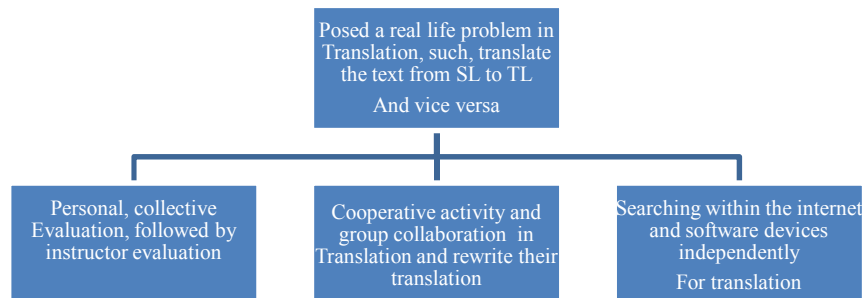 Posed a real life problem in
Translation, such, translate
the text from SL to TL
And vice versa
Personal, collective
Evaluation, followed by
instructor evaluation
Cooperative activity and
group collaboration in
Translation and rewrite their
translation
Searching within the internet
and software devices
independently
For translation